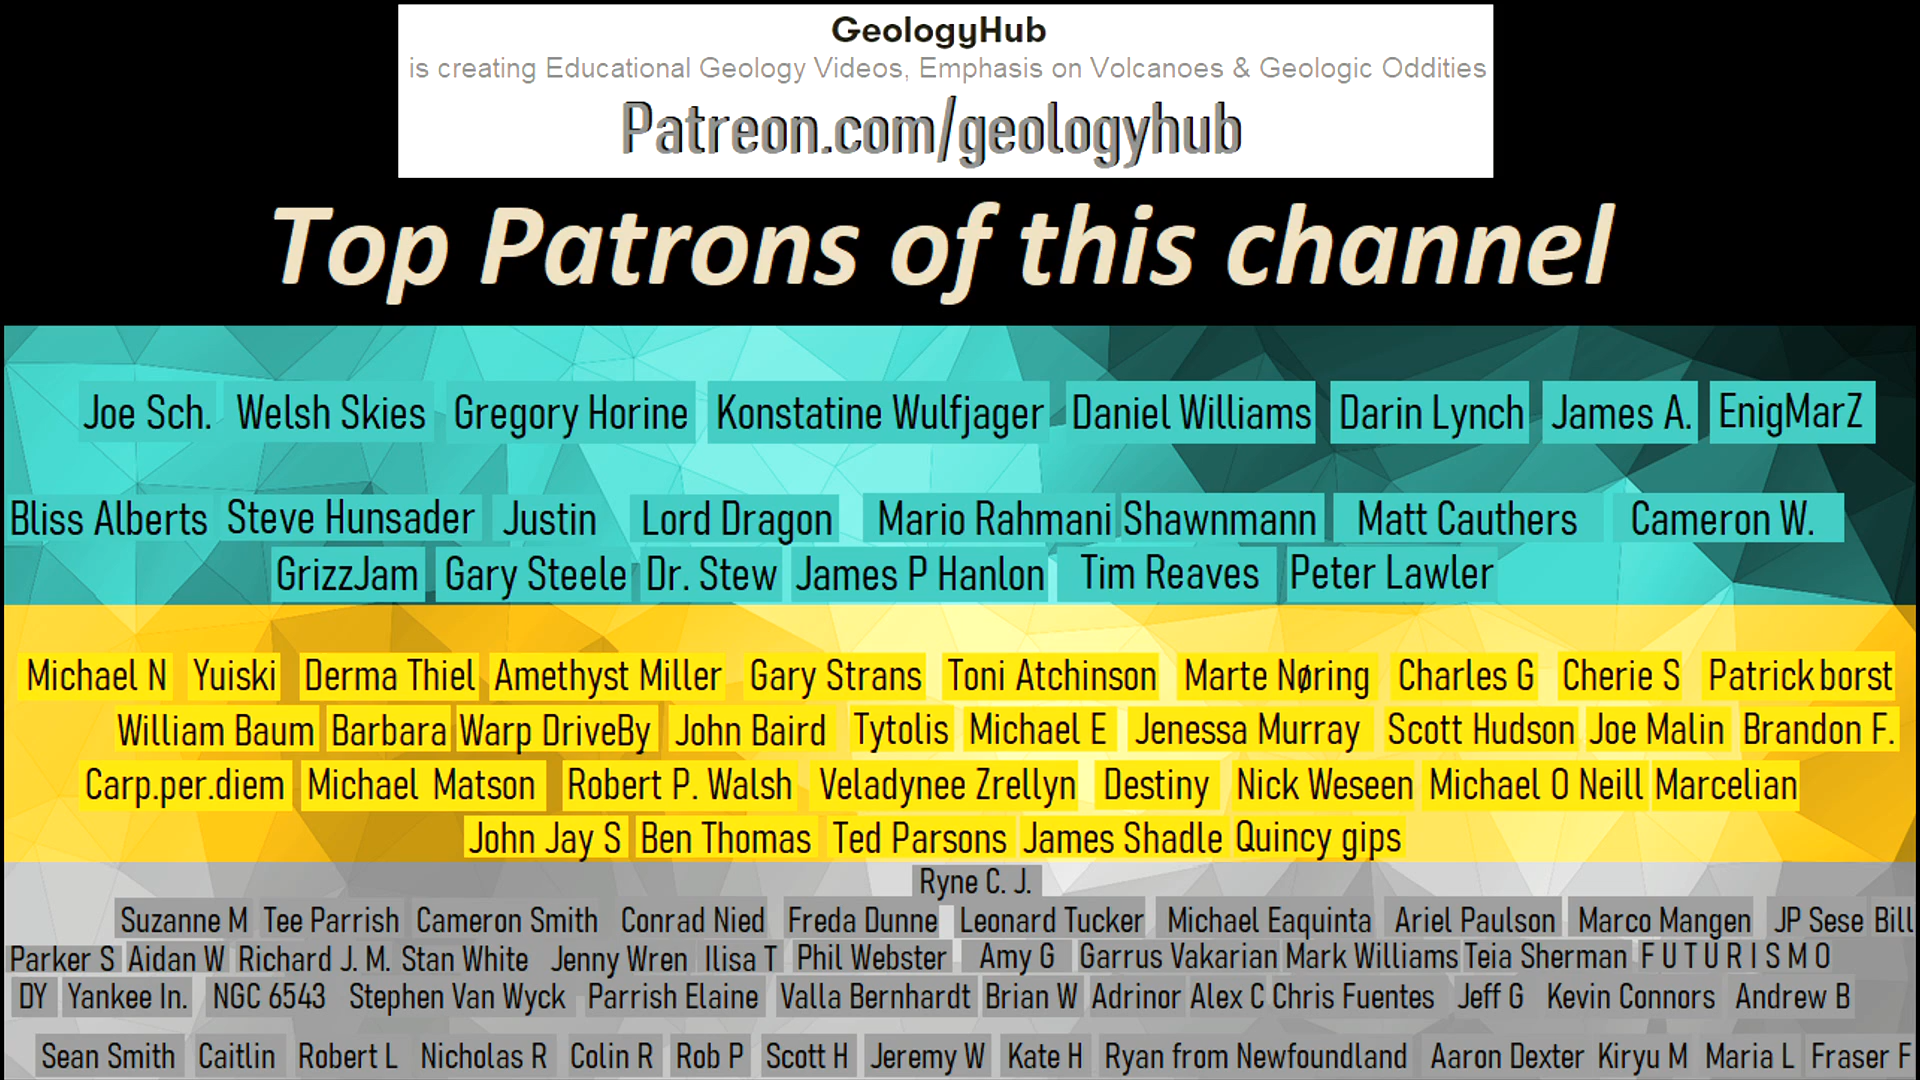 GeologyHub
is creating Educational Geology Videos, Emphasis on Volcanoes & Geologic Oddities
Patreon.com/geologyhub
Top Patrons of this channel
Joe Sch. Welsh Skies Gregory Horine Konstatine Wulfjager Daniel Williams Darin Lynch James A. EnigMarZ
Bliss Alberts Steve Hunsader Justin Lord Dragon Mario Rahmani Shawnmann Matt Cauthers Cameron W.
GrizzJam Gary Steele Dr. Stew James P Hanlon Tim Reaves Peter Lawler
Michael N Yuiski Derma Thiel Amethyst Miller Gary Strans Toni Atchinson Marte Nøring Charles G Cherie S Patrick borst
William Baum Barbara Warp DriveBy John Baird Tytolis Michael E Jenessa Murray Scott Hudson Joe Malin Brandon F.
Carp.per.diem Michael Matson Robert P. Walsh Veladynee Zrellyn Destiny Nick Weseen Michael O Neill Marcelian
John Jay S Ben Thomas Ted Parsons James Shadle Quincy gips
Ryne C. J.
Suzanne M Tee Parrish Cameron Smith Conrad Nied Freda Dunne Leonard Tucker Michael Eaquinta Ariel Paulson Marco Mangen JP Sese Bill
Parker S Aidan W Richard J. M. Stan White Jenny Wren Ilisa T Phil Webster Amy G Garrus Vakarian Mark Williams Teia Sherman F U T U R I S M O
DY Yankee In. NGC 6543 Stephen Van Wyck Parrish Elaine Valla Bernhardt Brian W Adrinor Alex C Chris Fuentes Jeff G Kevin Connors Andrew B
Sean Smith Caitlin Robert L Nicholas R Colin R Rob P Scott H Jeremy W Kate H Ryan from Newfoundland Aaron Dexter Kiryu M Maria L Fraser F